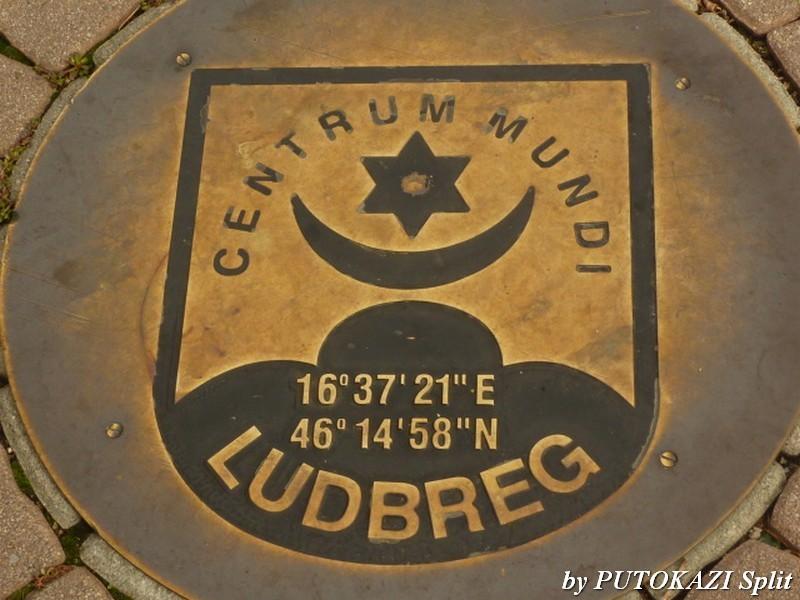 CENTRUM MUNDI
16°37'21"E
46°14'58"N
LUDBREG
by PUTOKAZI Split